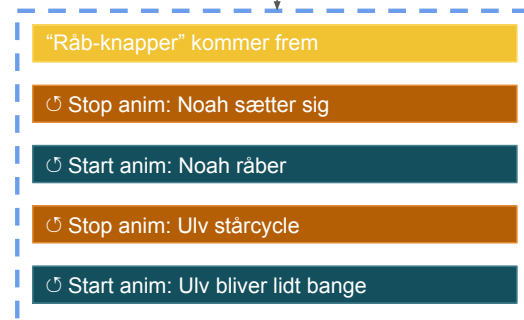 “Råb-knapper” kommer frem
↺ Stop anim: Noah sætter sig
↺ Start anim: Noah råber
↺ Stop anim: Ulv stårcycle
↺ Start anim: Ulv bliver lidt bange